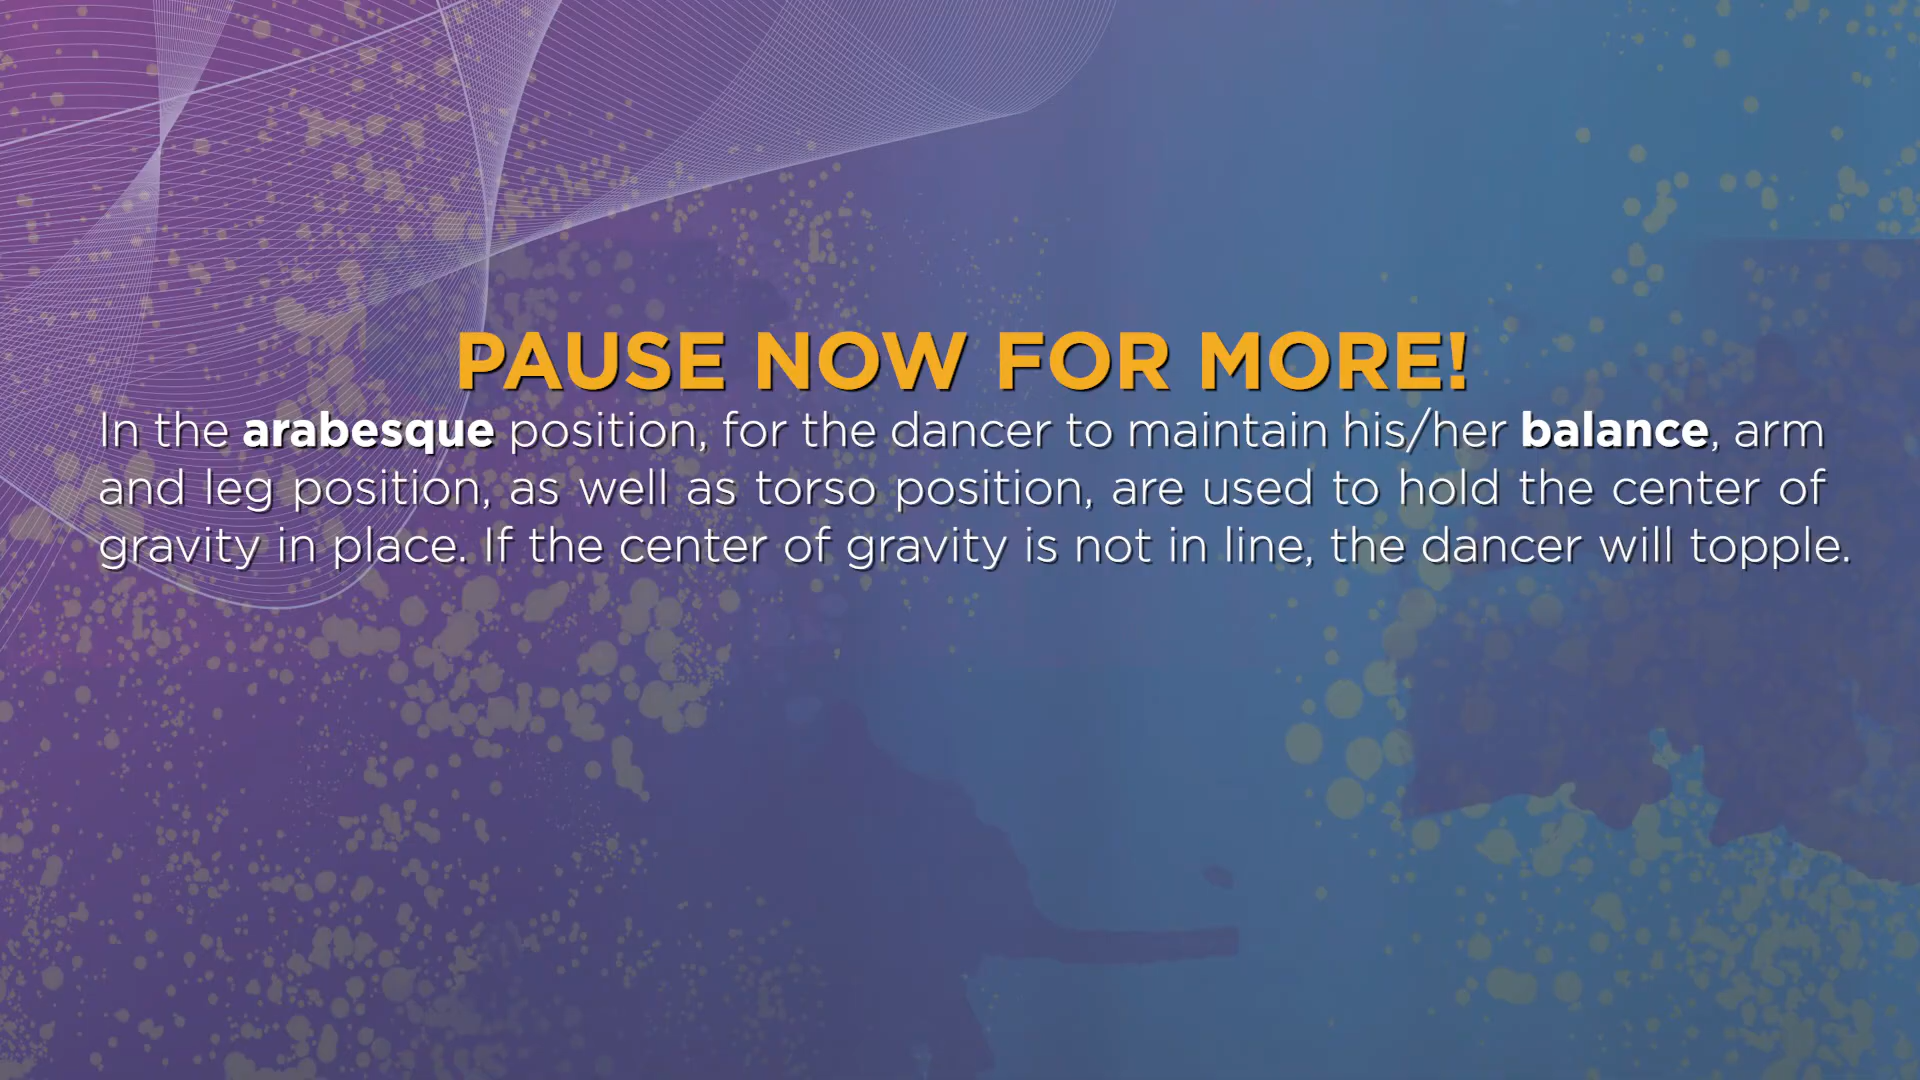 PAUSE NOW FOR MORE!
In the arabesque position, for the dancer to maintain his/her balance, arm
and leg position, as well as torso position, are used to hold the center of
gravity in place. If the center of gravity is not in line, the dancer will topple.